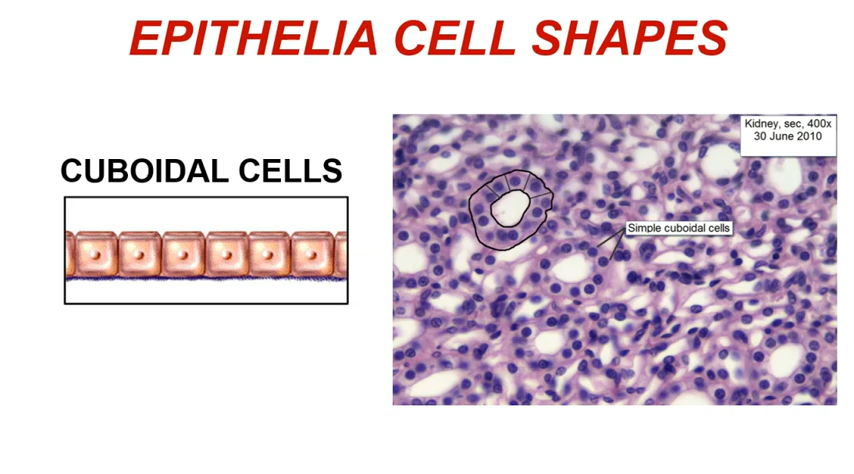 EPITHELIA CELL SHAPES
CUBOIDAL CELLS
Kidney, sec, 400x
30 June 2010
Simple cuboidal cells